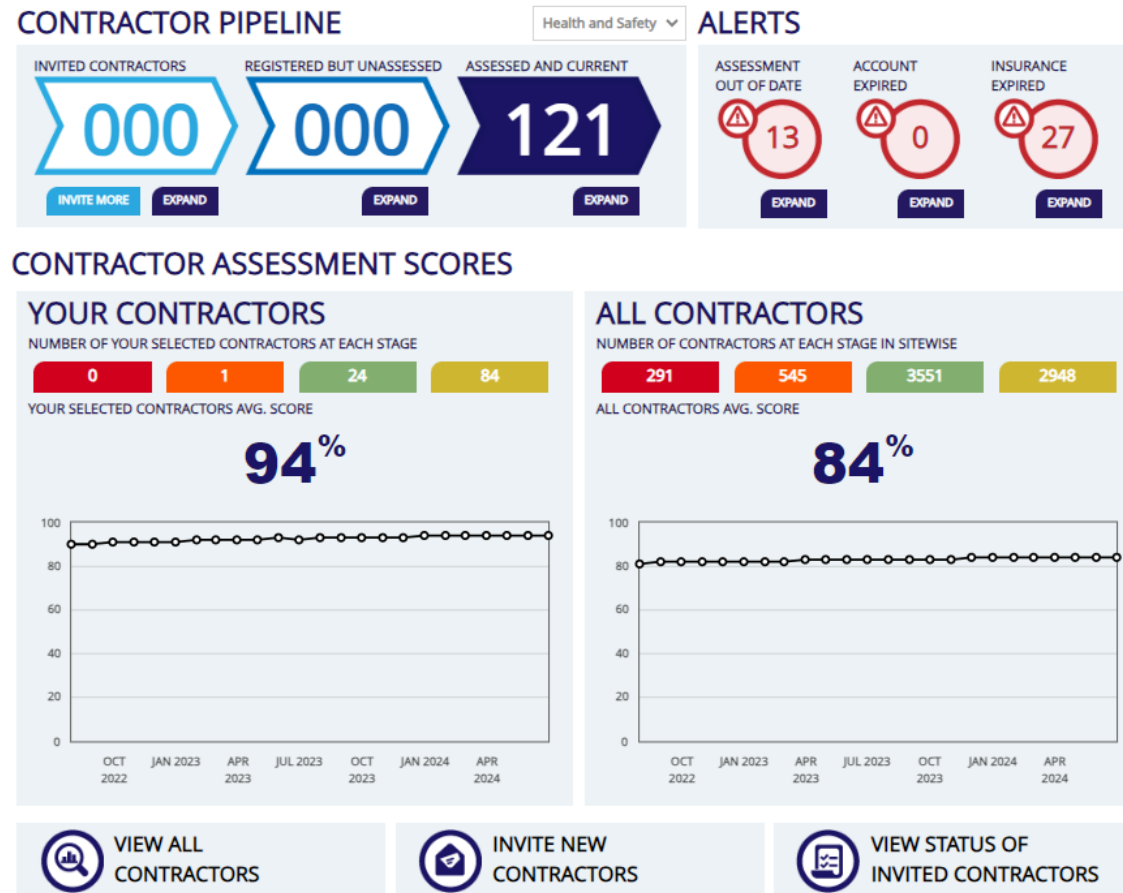 CONTRACTOR PIPELINE
Health and Safety
ALERTS
INVITED CONTRACTORS
REGISTERED BUT UNASSESSED
ASSESSED AND CURRENT
000
000
121
INVITE MORE
EXPAND
EXPAND
EXPAND
ASSESSMENT
OUT OF DATE
ACCOUNT
EXPIRED
INSURANCE
EXPIRED
13
0
27
EXPAND
EXPAND
EXPAND
CONTRACTOR ASSESSMENT SCORES
YOUR CONTRACTORS
NUMBER OF YOUR SELECTED CONTRACTORS AT EACH STAGE
0
1
24
84
YOUR SELECTED CONTRACTORS AVG. SCORE
94%
100
80
60
40
20
0
OCT
2022
JAN 2023
APR
2023
JUL 2023
OCT
2023
JAN 2024
APR
2024
ALL CONTRACTORS
NUMBER OF CONTRACTORS AT EACH STAGE IN SITEWISE
291
545
3551
2948
ALL CONTRACTORS AVG. SCORE
84%
100
80
60
40
20
0
OCT
2022
JAN 2023
APR
2023
JUL 2023
OCT
2023
JAN 2024
APR
2024
VIEW ALL
CONTRACTORS
INVITE NEW
CONTRACTORS
VIEW STATUS OF
INVITED CONTRACTORS